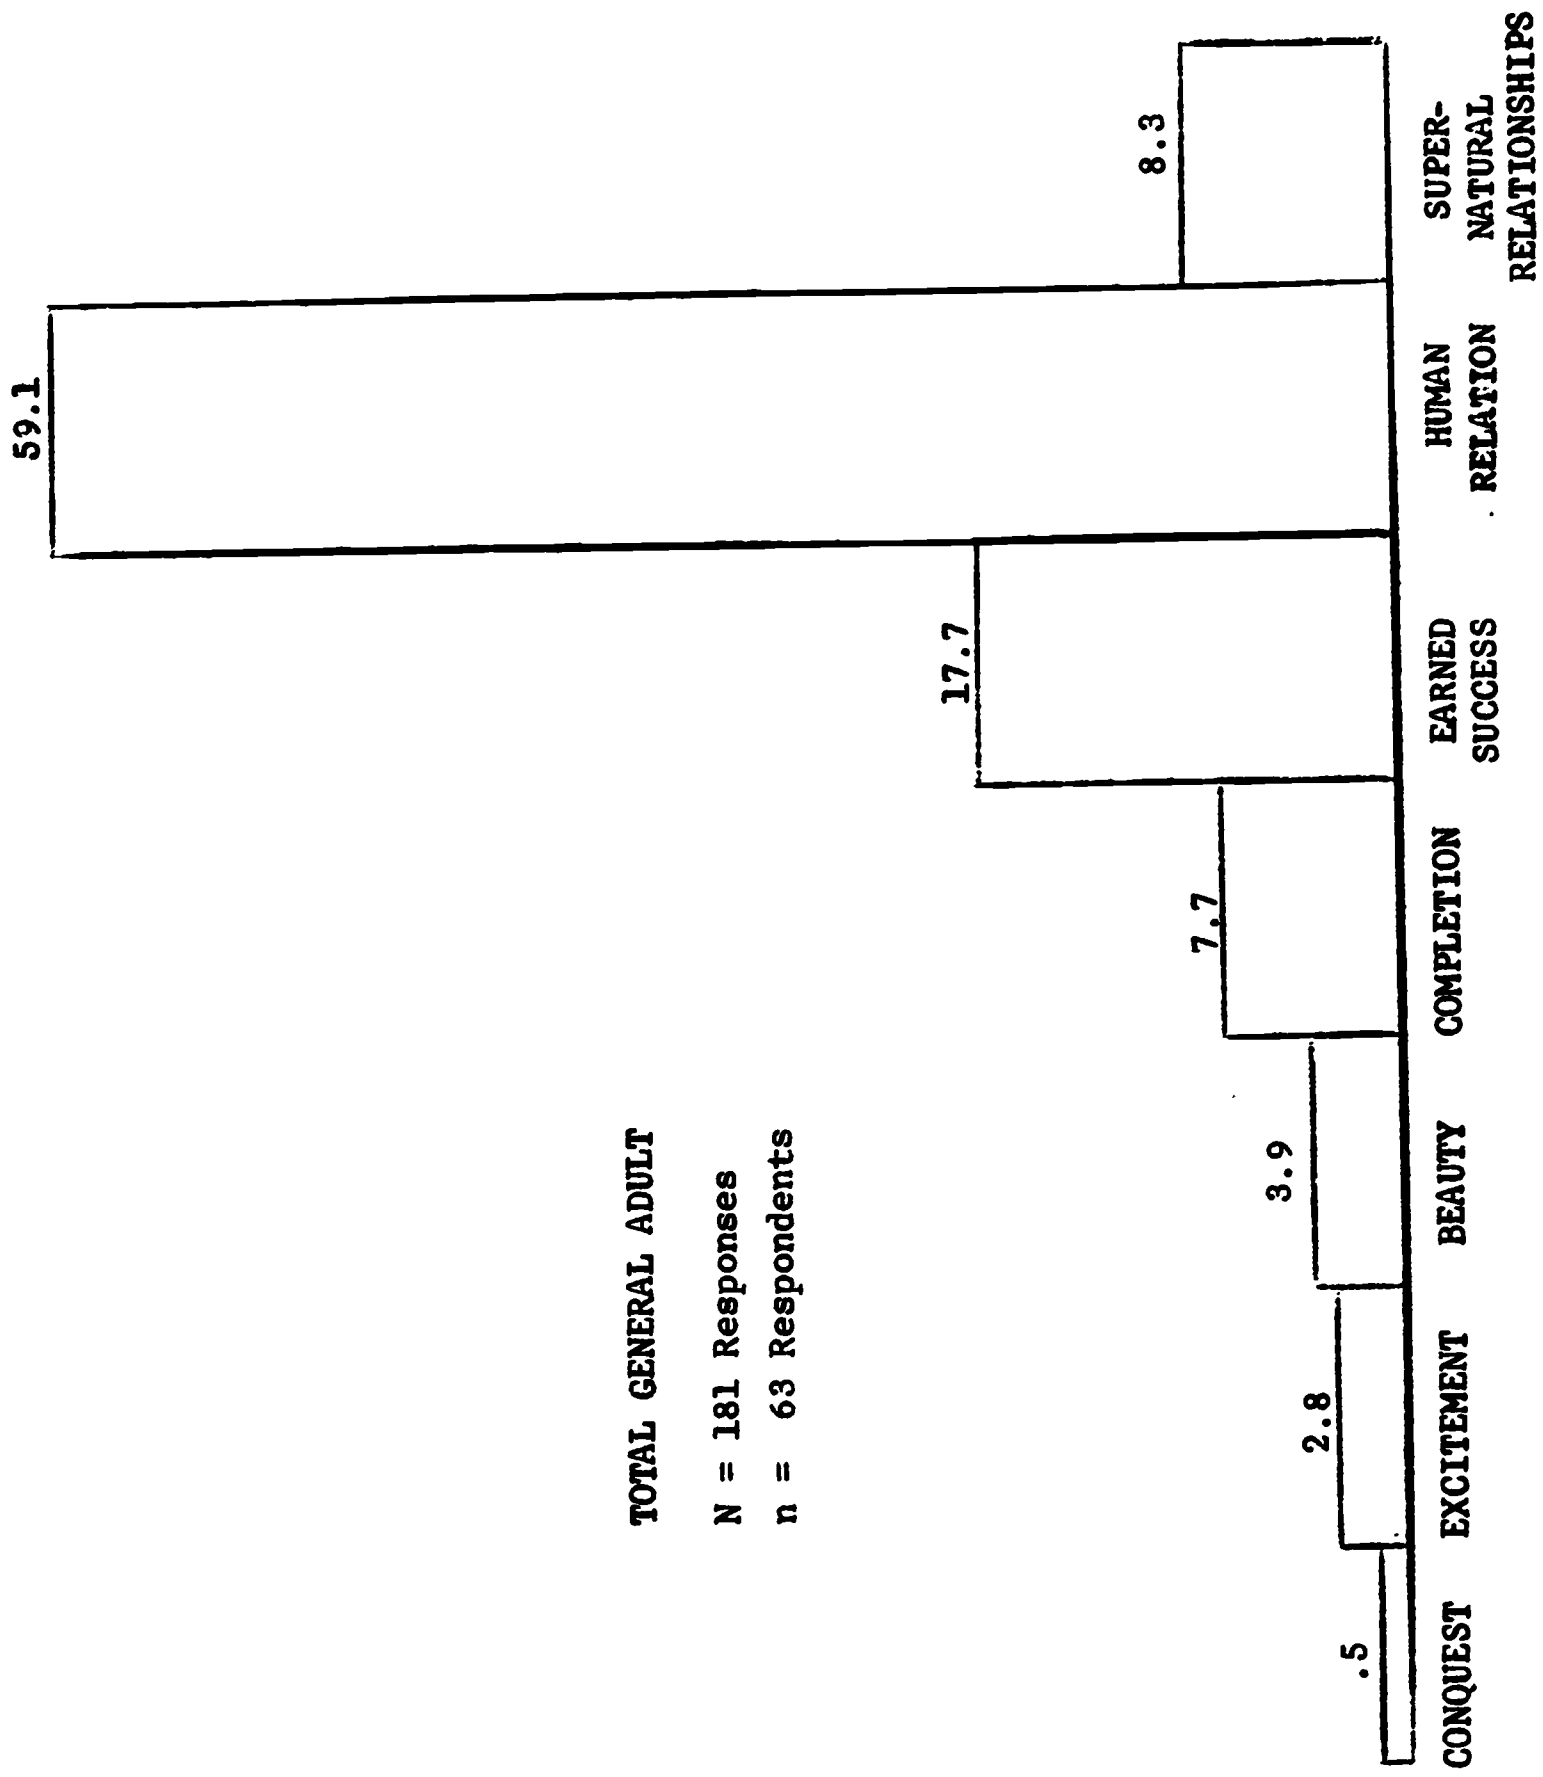 59.1
17.7
8.3
7.7
3.9
2.8
.5
TOTAL GENERAL ADULT
N = 181 Responses
n = 63 Respondents
CONQUEST
EXCITEMENT
BEAUTY
COMPLETION
EARNED
SUCCESS
HUMAN
RELATION
SUPER-
NATURAL
RELATIONSHIPS